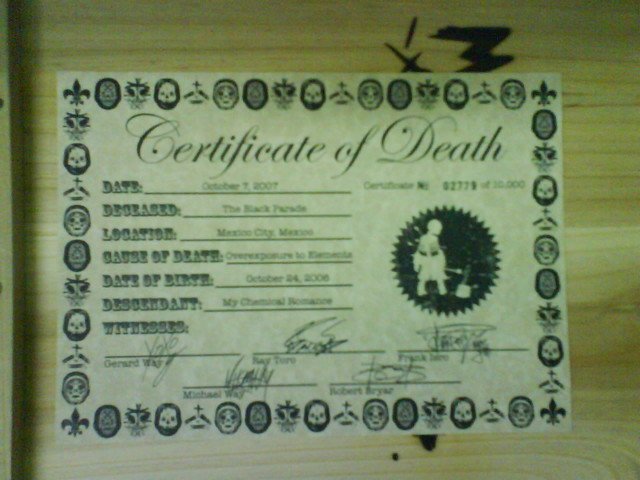 Certificate of Death
DATE: October 7, 2007 Certificate № 02779 of 10,000
DECEASED: The Black Parade
LOCATION: Mexico City, Mexico
CAUSE OF DEATH: Overexposure to Elements
DATE OF BIRTH: October 24, 2006
DESCENDANT: My Chemical Romance
WITNESSES:
Gerard Way Ray Toro Frank Iero
Michael Way Robert Bryar